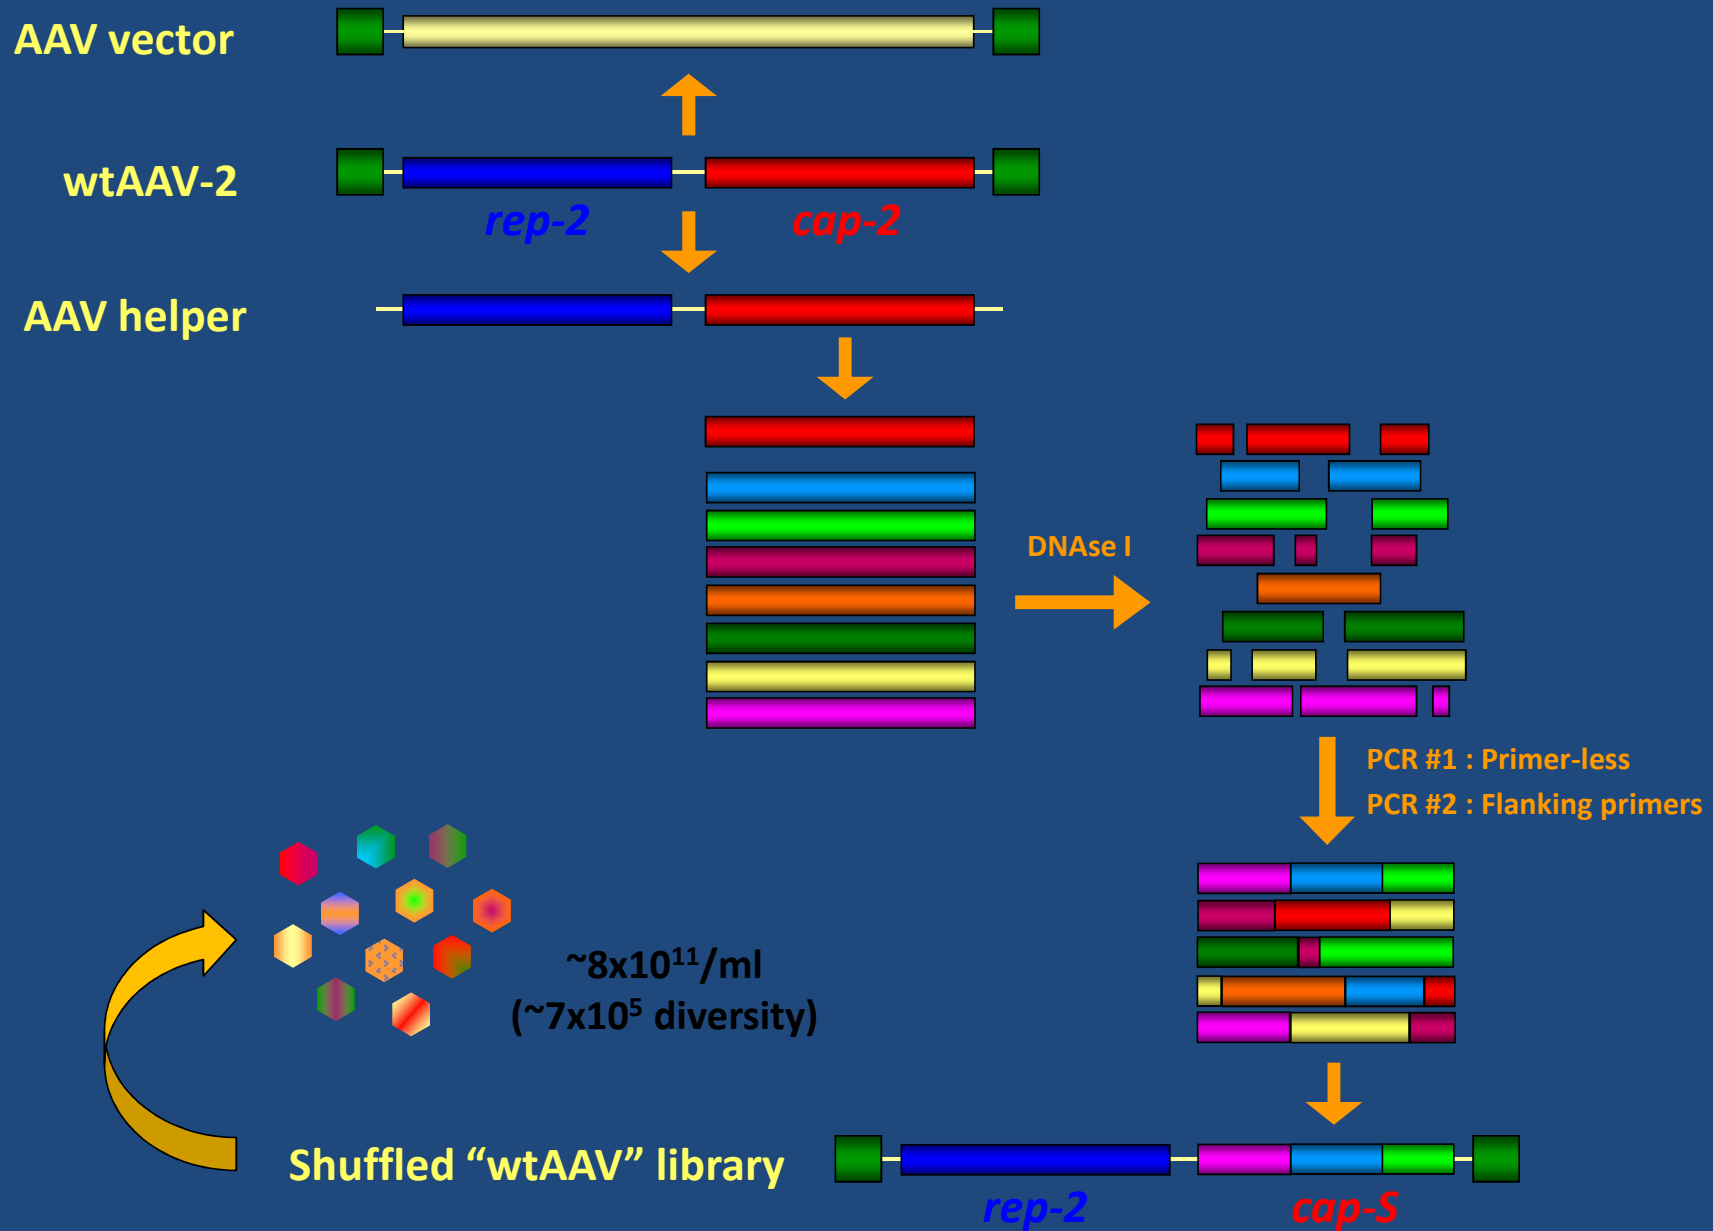 AAV vector
wtAAV-2
rep-2
cap-2
AAV helper
DNAse I
PCR #1 : Primer-less
PCR #2 : Flanking primers
~8x10¹¹/ml
(~7x10⁵ diversity)
Shuffled “wtAAV” library
rep-2
cap-S